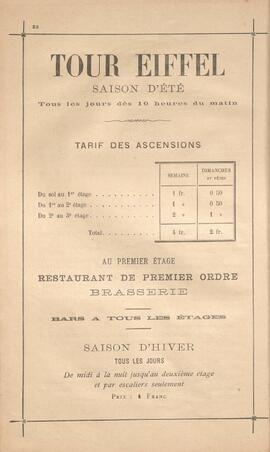 22
TOUR EIFFEL
SAISON D'ÉTÉ
Tous les jours dès 10 heures du matin
TARIF DES ASCENSIONS
SEMAINE DIMANCHES ET FÊTES
Du sol au 1er étage . . . . . . . . . 1 fr. 0 50
Du 1er au 2e étage . . . . . . . . . 1 » 0 50
Du 2e au 3e étage . . . . . . . . . 2 » 1 »
Total. . . . . . . . . 4 fr. 2 fr.
AU PREMIER ÉTAGE
RESTAURANT DE PREMIER ORDRE
BRASSERIE
BARS A TOUS LES ÉTAGES
SAISON D'HIVER
TOUS LES JOURS
De midi à la nuit jusqu'au deuxième étage
et par escaliers seulement
PRIX : 1 FRANC